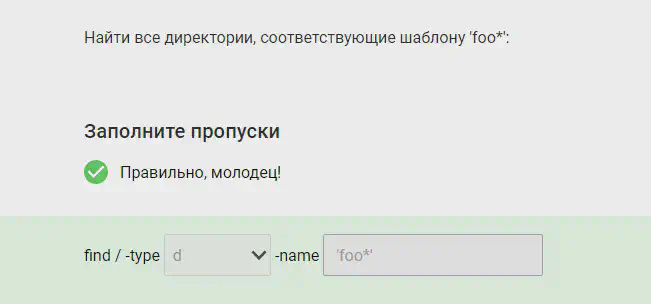 Найти все директории, соответствующие шаблону 'foo*':
Заполните пропуски
Правильно, молодец!
find / -type d -name 'foo*'